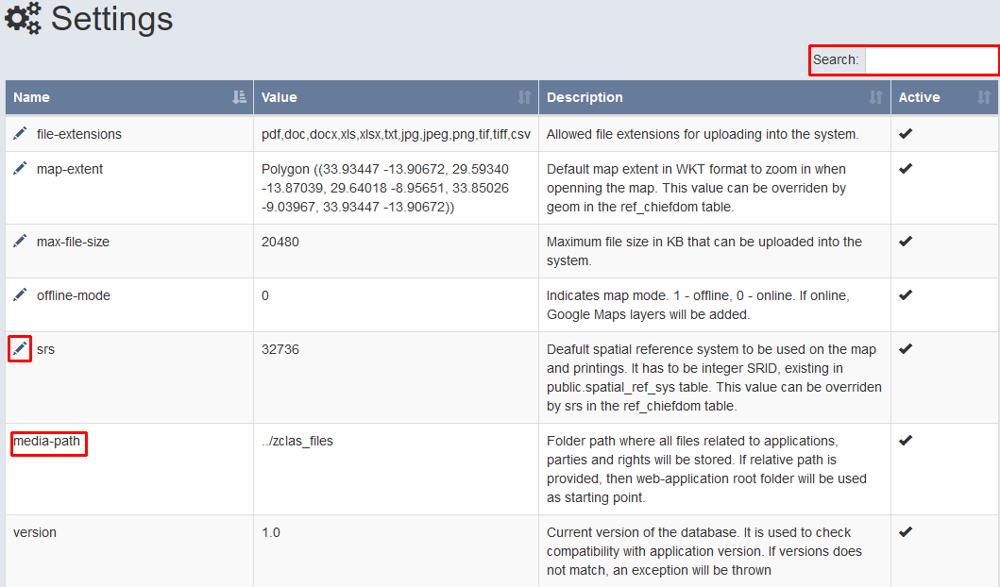 Settings
Search:
Name Value Description Active
file-extensions pdf,doc,docx,xls,xlsx,txt,jpg,jpeg,png,tif,tiff,csv Allowed file extensions for uploading into the system.
map-extent Polygon ((33.93447 -13.90672, 29.59340 Default map extent in WKT format to zoom in when
-13.87039, 29.64018 -8.95651, 33.85026 openning the map. This value can be overriden by
-9.03967, 33.93447 -13.90672)) geom in the ref_chiefdom table.
max-file-size 20480 Maximum file size in KB that can be uploaded into the
system.
offline-mode 0 Indicates map mode. 1 - offline, 0 - online. If online,
Google Maps layers will be added.
srs 32736 Deafult spatial reference system to be used on the map
and printings. It has to be integer SRID, existing in
public.spatial_ref_sys table. This value can be overriden
by srs in the ref_chiefdom table.
media-path ../zclas_files Folder path where all files related to applications,
parties and rights will be stored. If relative path is
provided, then web-application root folder will be used
as starting point.
version 1.0 Current version of the database. It is used to check
compatibility with application version. If versions does
not match, an exception will be thrown